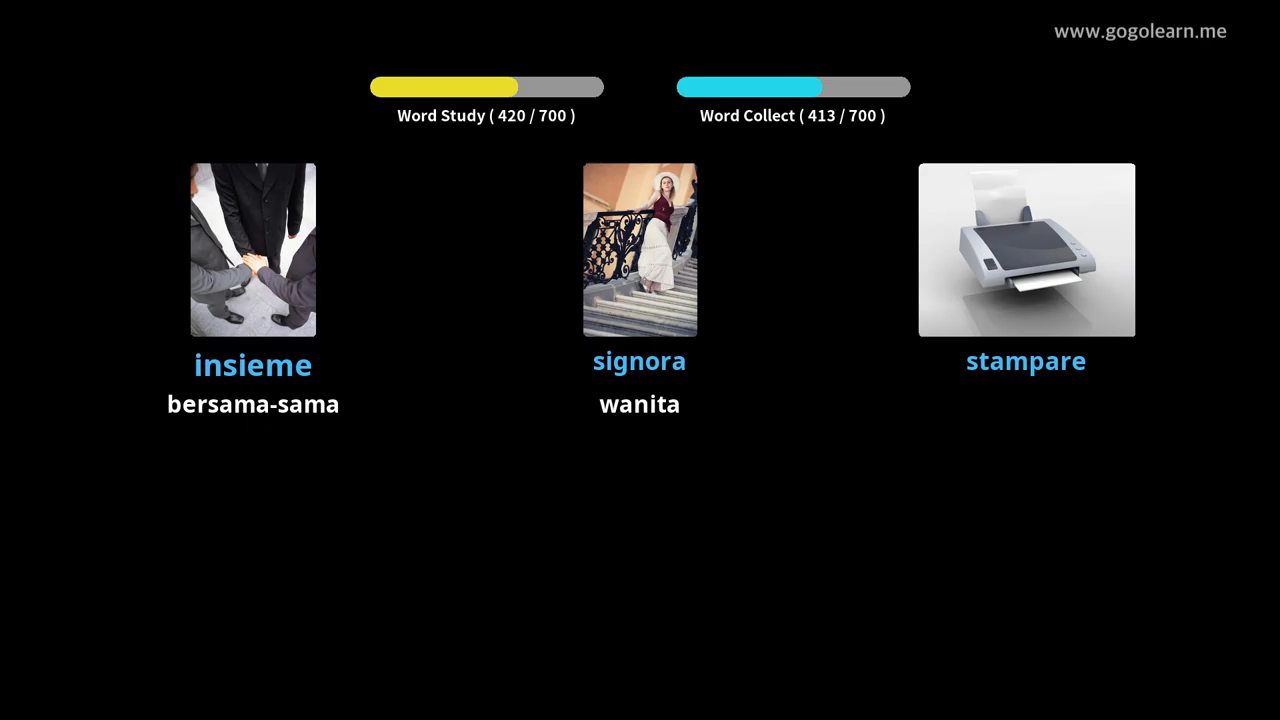 www.gogolearn.me
Word Study ( 420 / 700 )
Word Collect ( 413 / 700 )
insieme
signora
stampare
bersama-sama
wanita